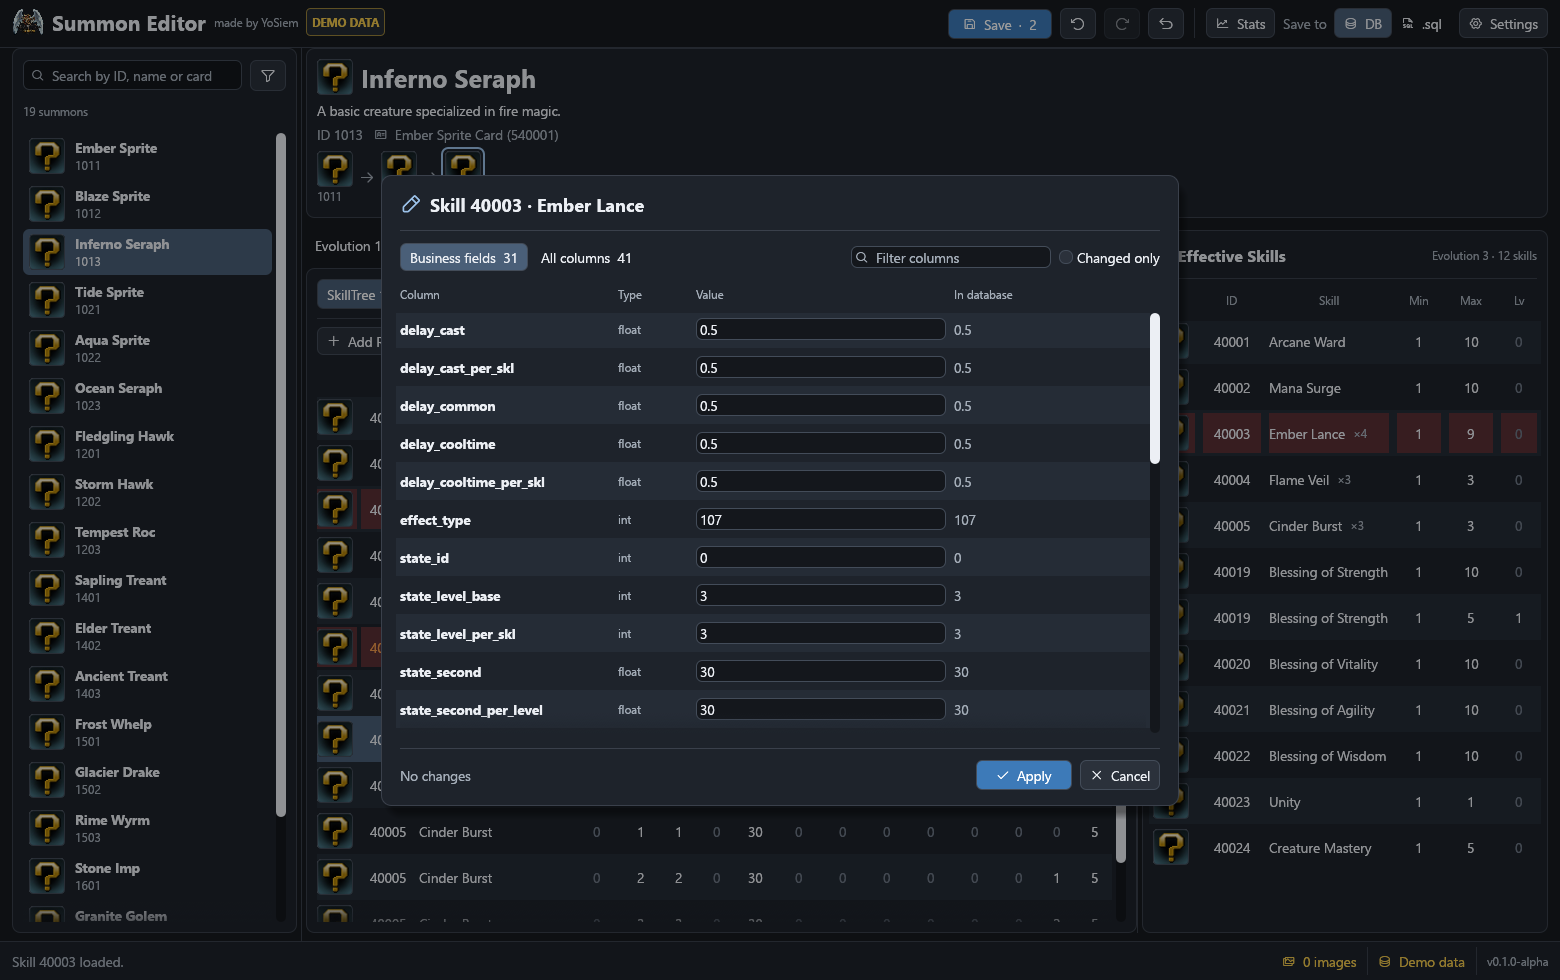 Summon Editor made by YoSiem DEMO DATA
Save · 2
Stats Save to DB .sql Settings
Search by ID, name or card
19 summons
Ember Sprite
1011
Blaze Sprite
1012
Inferno Seraph
1013
Tide Sprite
1021
Aqua Sprite
1022
Ocean Seraph
1023
Fledgling Hawk
1201
Storm Hawk
1202
Tempest Roc
1203
Sapling Treant
1401
Elder Treant
1402
Ancient Treant
1403
Frost Whelp
1501
Glacier Drake
1502
Rime Wyrm
1503
Stone Imp
1601
Granite Golem
Inferno Seraph
A basic creature specialized in fire magic.
ID 1013 Ember Sprite Card (540001)
1011
Evolution 1
SkillTree
Add
Skill 40003 · Ember Lance
Business fields 31 All columns 41 Filter columns Changed only
Column Type Value In database
delay_cast float 0.5 0.5
delay_cast_per_skl float 0.5 0.5
delay_common float 0.5 0.5
delay_cooltime float 0.5 0.5
delay_cooltime_per_skl float 0.5 0.5
effect_type int 107 107
state_id int 0 0
state_level_base int 3 3
state_level_per_skl int 3 3
state_second float 30 30
state_second_per_level float 30 30
No changes Apply Cancel
40005 Cinder Burst 0 1 1 0 30 0 0 0 0 0 0 5
40005 Cinder Burst 0 2 2 0 30 0 0 0 0 0 1 5
Effective Skills Evolution 3 · 12 skills
ID Skill Min Max Lv
40001 Arcane Ward 1 10 0
40002 Mana Surge 1 10 0
40003 Ember Lance ×4 1 9 0
40004 Flame Veil ×3 1 3 0
40005 Cinder Burst ×3 1 3 0
40019 Blessing of Strength 1 10 0
40019 Blessing of Strength 1 5 1
40020 Blessing of Vitality 1 10 0
40021 Blessing of Agility 1 10 0
40022 Blessing of Wisdom 1 10 0
40023 Unity 1 1 0
40024 Creature Mastery 1 5 0
Skill 40003 loaded.
0 images Demo data v0.1.0-alpha